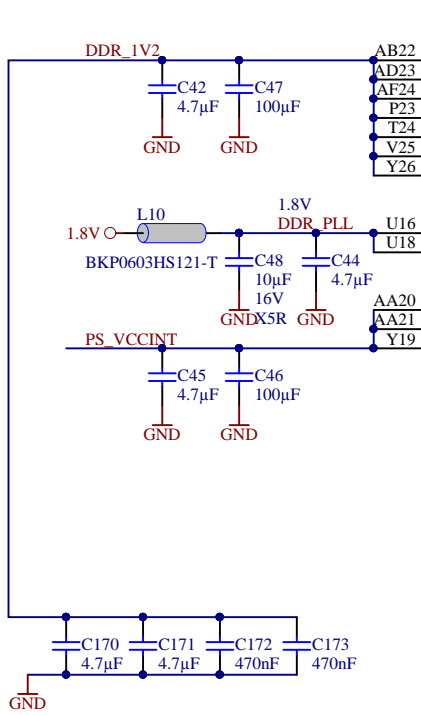 DDR_1V2
AB22
AD23
AF24
P23
T24
V25
Y26
C42
4.7µF
C47
100µF
GND
GND
1.8V
L10
BKP0603HS121-T
1.8V
DDR_PLL
U16
U18
C48
10µF
16V
X5R
C44
4.7µF
GND
GND
AA20
AA21
Y19
PS_VCCINT
C45
4.7µF
C46
100µF
GND
GND
C170
4.7µF
C171
4.7µF
C172
470nF
C173
470nF
GND